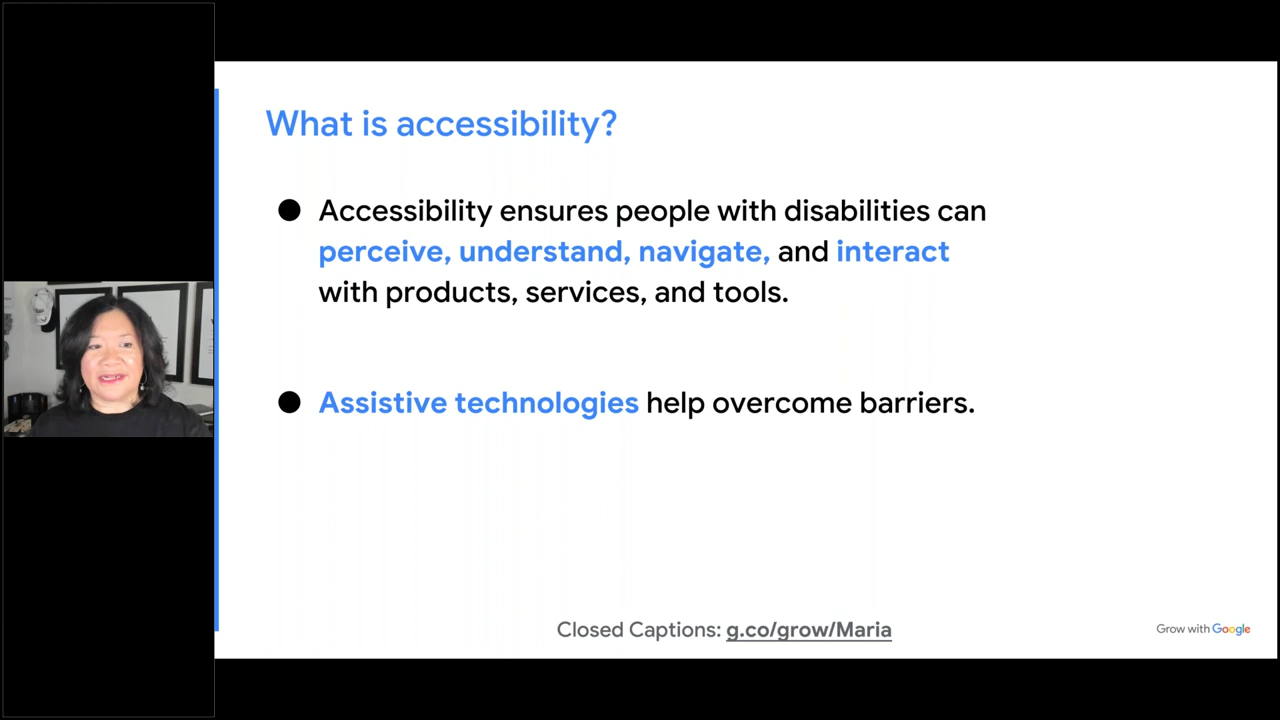 What is accessibility?
● Accessibility ensures people with disabilities can
perceive, understand, navigate, and interact
with products, services, and tools.
● Assistive technologies help overcome barriers.
Closed Captions: g.co/grow/Maria
Grow with Google